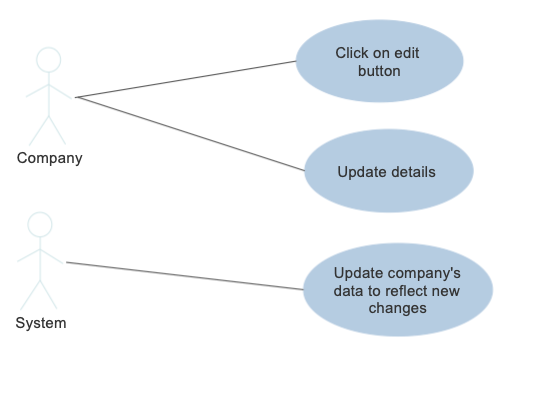 Click on edit
button
Company
Update details
System
Update company's
data to reflect new
changes